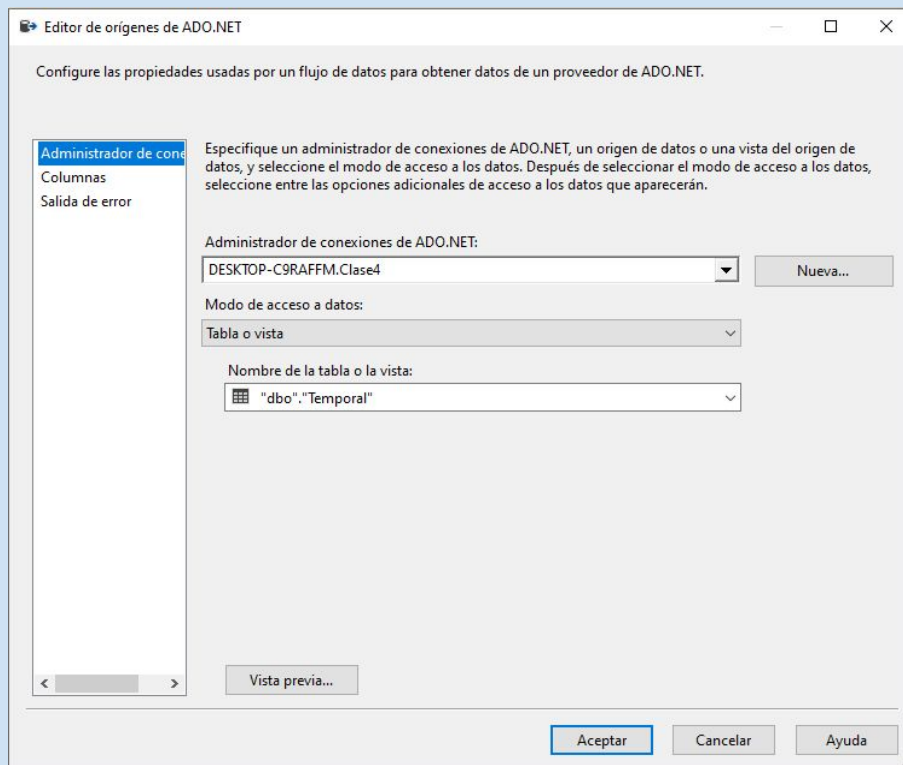 Editor de orígenes de ADO.NET
Configure las propiedades usadas por un flujo de datos para obtener datos de un proveedor de ADO.NET.
Administrador de cone
Columnas
Salida de error
Especifique un administrador de conexiones de ADO.NET, un origen de datos o una vista del origen de
datos, y seleccione el modo de acceso a los datos. Después de seleccionar el modo de acceso a los datos,
seleccione entre las opciones adicionales de acceso a los datos que aparecerán.
Administrador de conexiones de ADO.NET:
DESKTOP-C9RAFFM.Clase4
Nueva...
Modo de acceso a datos:
Tabla o vista
Nombre de la tabla o la vista:
"dbo"."Temporal"
Vista previa...
Aceptar
Cancelar
Ayuda